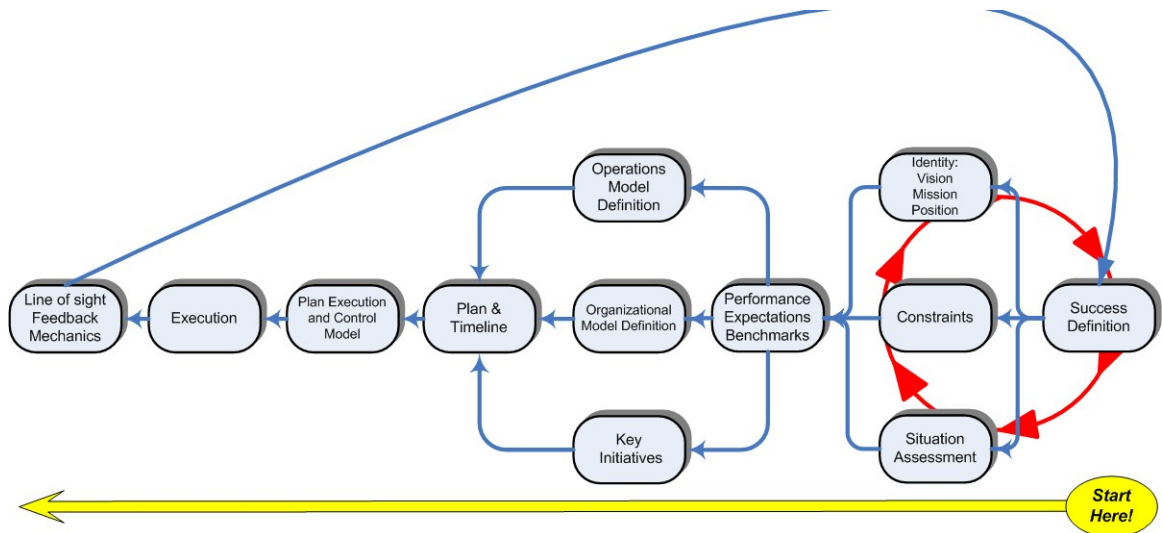 Operations
Model
Definition
Identity:
Vision
Mission
Position
Line of sight
Feedback
Mechanics
Execution
Plan Execution
and Control
Model
Plan &
Timeline
Organizational
Model Definition
Performance
Expectations
Benchmarks
Constraints
Success
Definition
Key
Initiatives
Situation
Assessment
Start
Here!